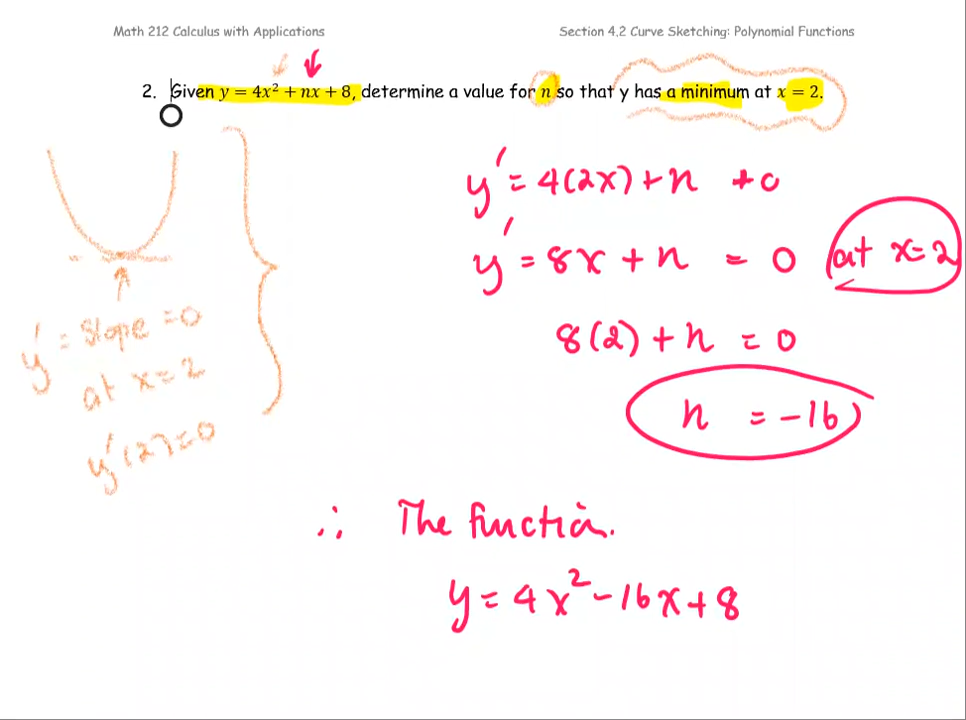 Math 212 Calculus with Applications
Section 4.2 Curve Sketching: Polynomial Functions
2. Given y = 4x² + nx + 8, determine a value for n so that y has a minimum at x = 2.
y' = 4(2x) + n + 0
y' = 8x + n = 0 (at x = 2
8(2) + n = 0
n = -16
y' = slope = 0
at x = 2
y'(2) = 0
∴ The function.
y = 4x² - 16x + 8